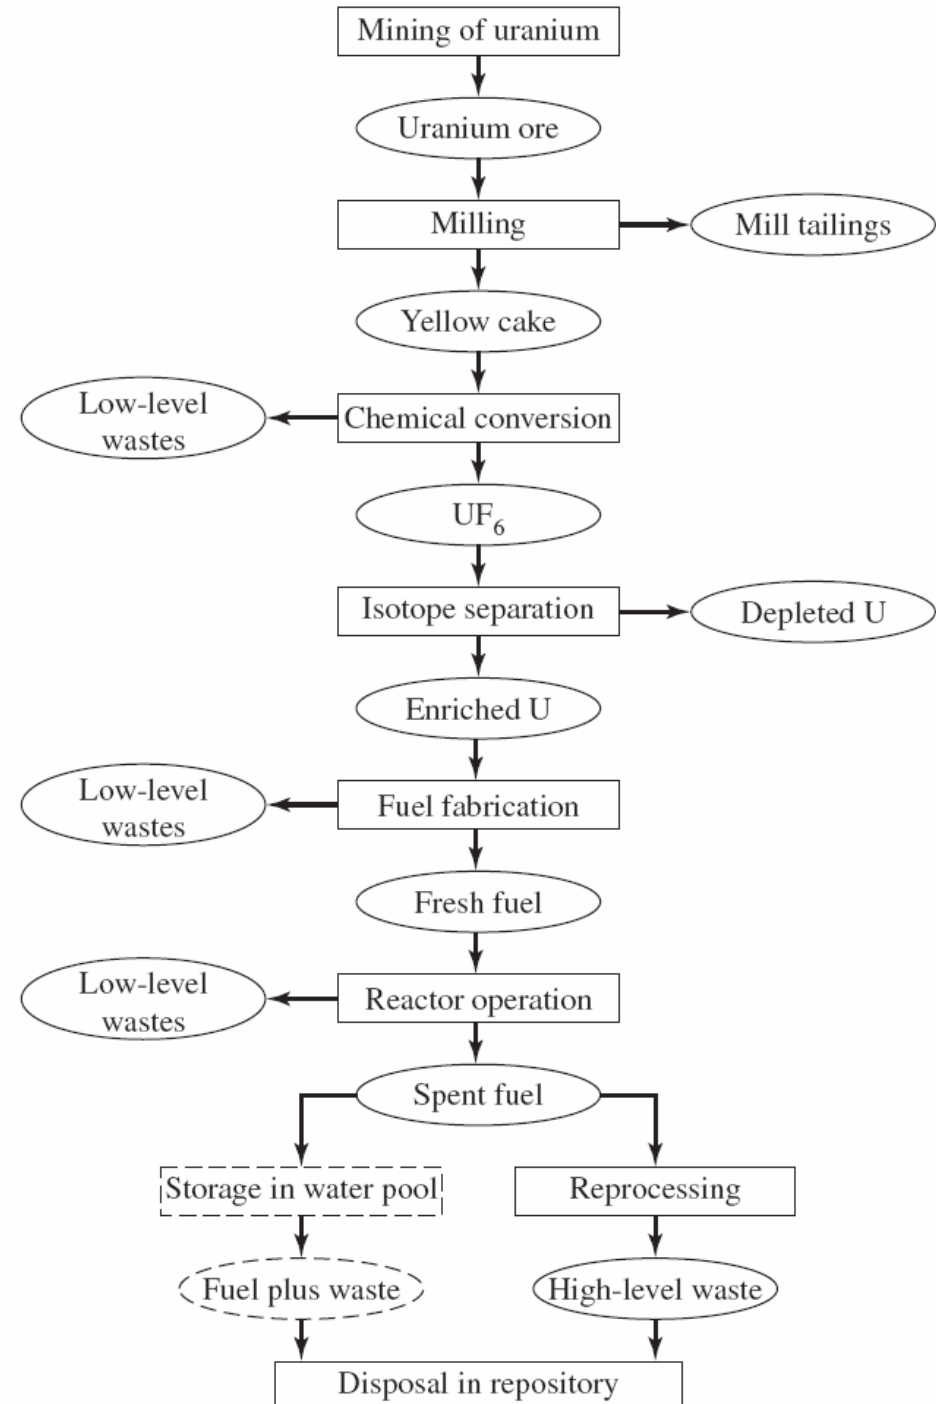 Mining of uranium
Uranium ore
Milling
Mill tailings
Yellow cake
Low-level
wastes
Chemical conversion
UF6
Isotope separation
Depleted U
Enriched U
Low-level
wastes
Fuel fabrication
Fresh fuel
Low-level
wastes
Reactor operation
Spent fuel
Storage in water pool
Reprocessing
Fuel plus waste
High-level waste
Disposal in repository